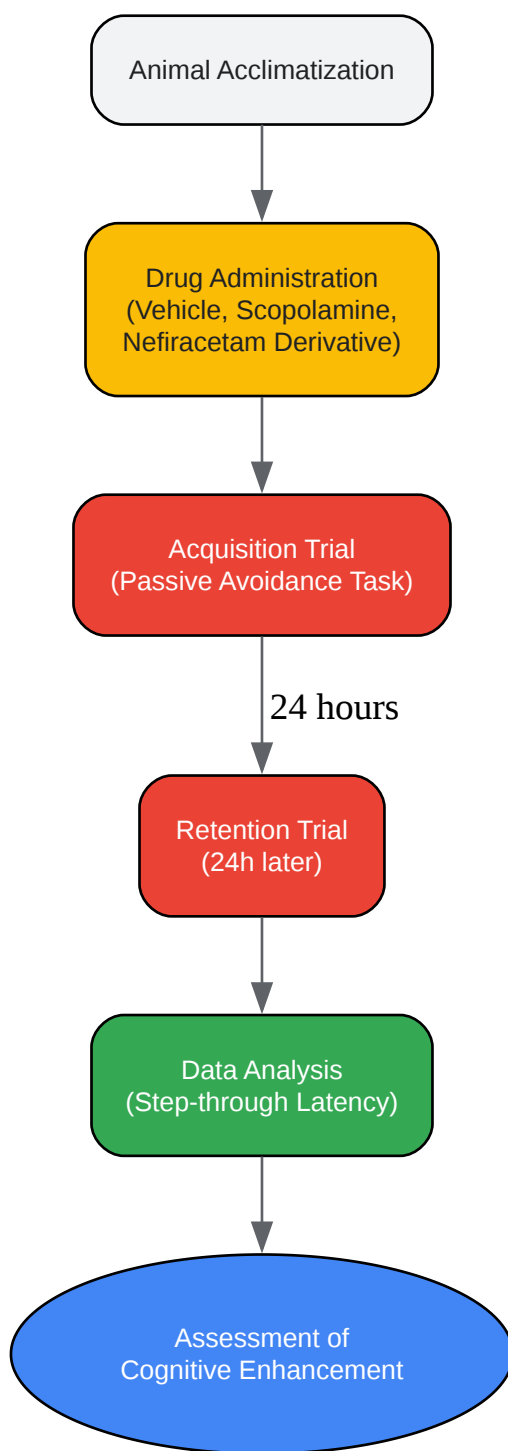 Animal Acclimatization
Drug Administration
(Vehicle, Scopolamine,
Nefiracetam Derivative)
Acquisition Trial
(Passive Avoidance Task)
24 hours
Retention Trial
(24h later)
Data Analysis
(Step-through Latency)
Assessment of
Cognitive Enhancement